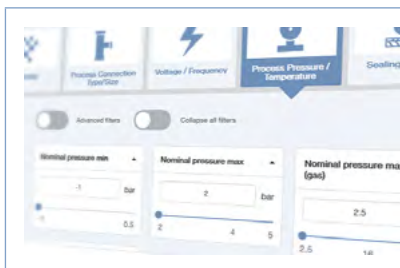 Process Connection
Type/Size
Voltage / Frequency
Process Pressure /
Temperature
Sealing
Advanced filters
Collapse all filters
Nominal pressure min
-1 bar
-1 0.5
Nominal pressure max
2 bar
2 4 5
Nominal pressure ma
(gas)
2.5
2.5 16